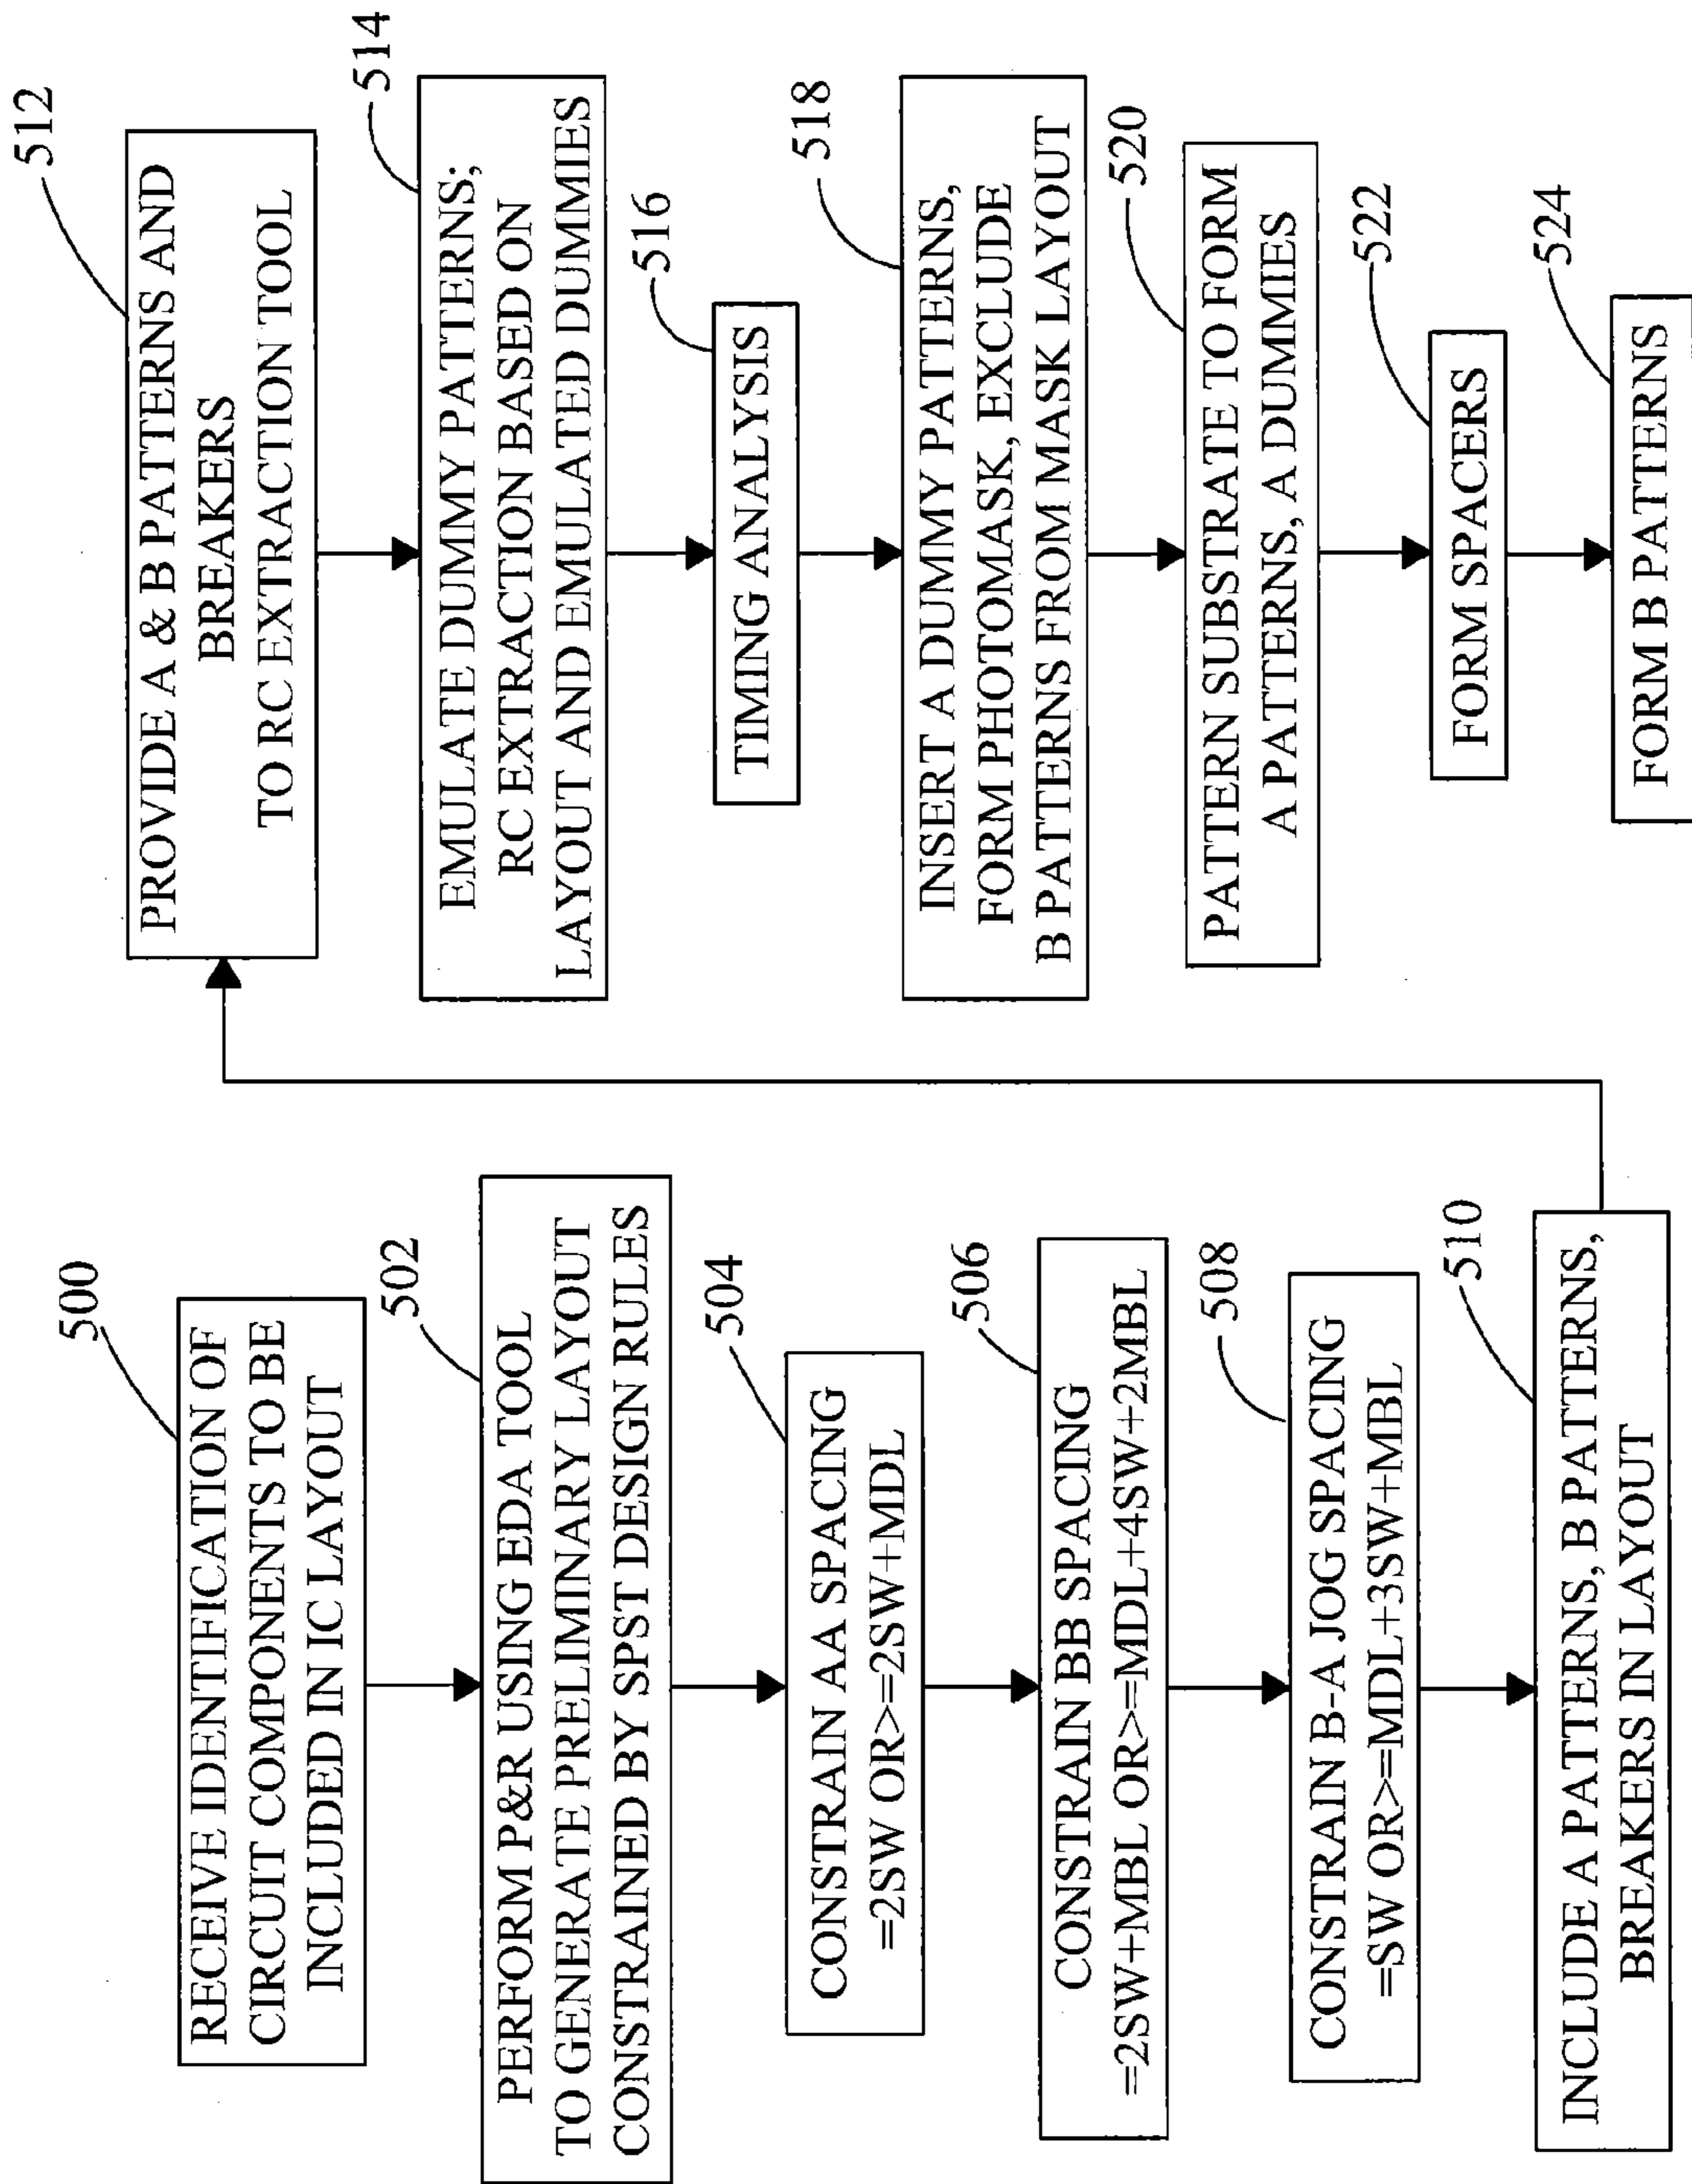 500
RECEIVE IDENTIFICATION OF
CIRCUIT COMPONENTS TO BE
INCLUDED IN IC LAYOUT
502
PERFORM P&R USING EDA TOOL
TO GENERATE PRELIMINARY LAYOUT
CONSTRAINED BY SPST DESIGN RULES
504
CONSTRAIN AA SPACING
=2SW OR>=2SW+MDL
506
CONSTRAIN BB SPACING
=2SW+MBL OR>=MDL+4SW+2MBL
508
CONSTRAIN B-A JOG SPACING
=SW OR>=MDL+3SW+MBL
510
INCLUDE A PATTERNS, B PATTERNS,
BREAKERS IN LAYOUT
512
PROVIDE A & B PATTERNS AND
BREAKERS
TO RC EXTRACTION TOOL
514
EMULATE DUMMY PATTERNS;
RC EXTRACTION BASED ON
LAYOUT AND EMULATED DUMMIES
516
TIMING ANALYSIS
518
INSERT A DUMMY PATTERNS,
FORM PHOTOMASK, EXCLUDE
B PATTERNS FROM MASK LAYOUT
520
PATTERN SUBSTRATE TO FORM
A PATTERNS, A DUMMIES
522
FORM SPACERS
524
FORM B PATTERNS